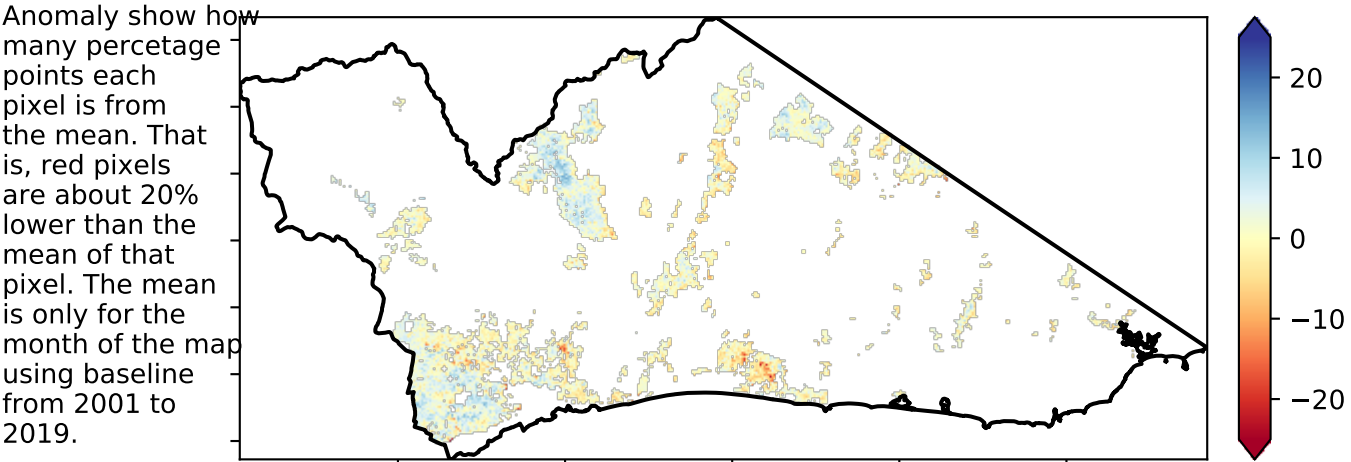 Anomaly show how
many percetage
points each
pixel is from
the mean. That
is, red pixels
are about 20%
lower than the
mean of that
pixel. The mean
is only for the
month of the map
using baseline
from 2001 to
2019.
20
10
0
−10
−20